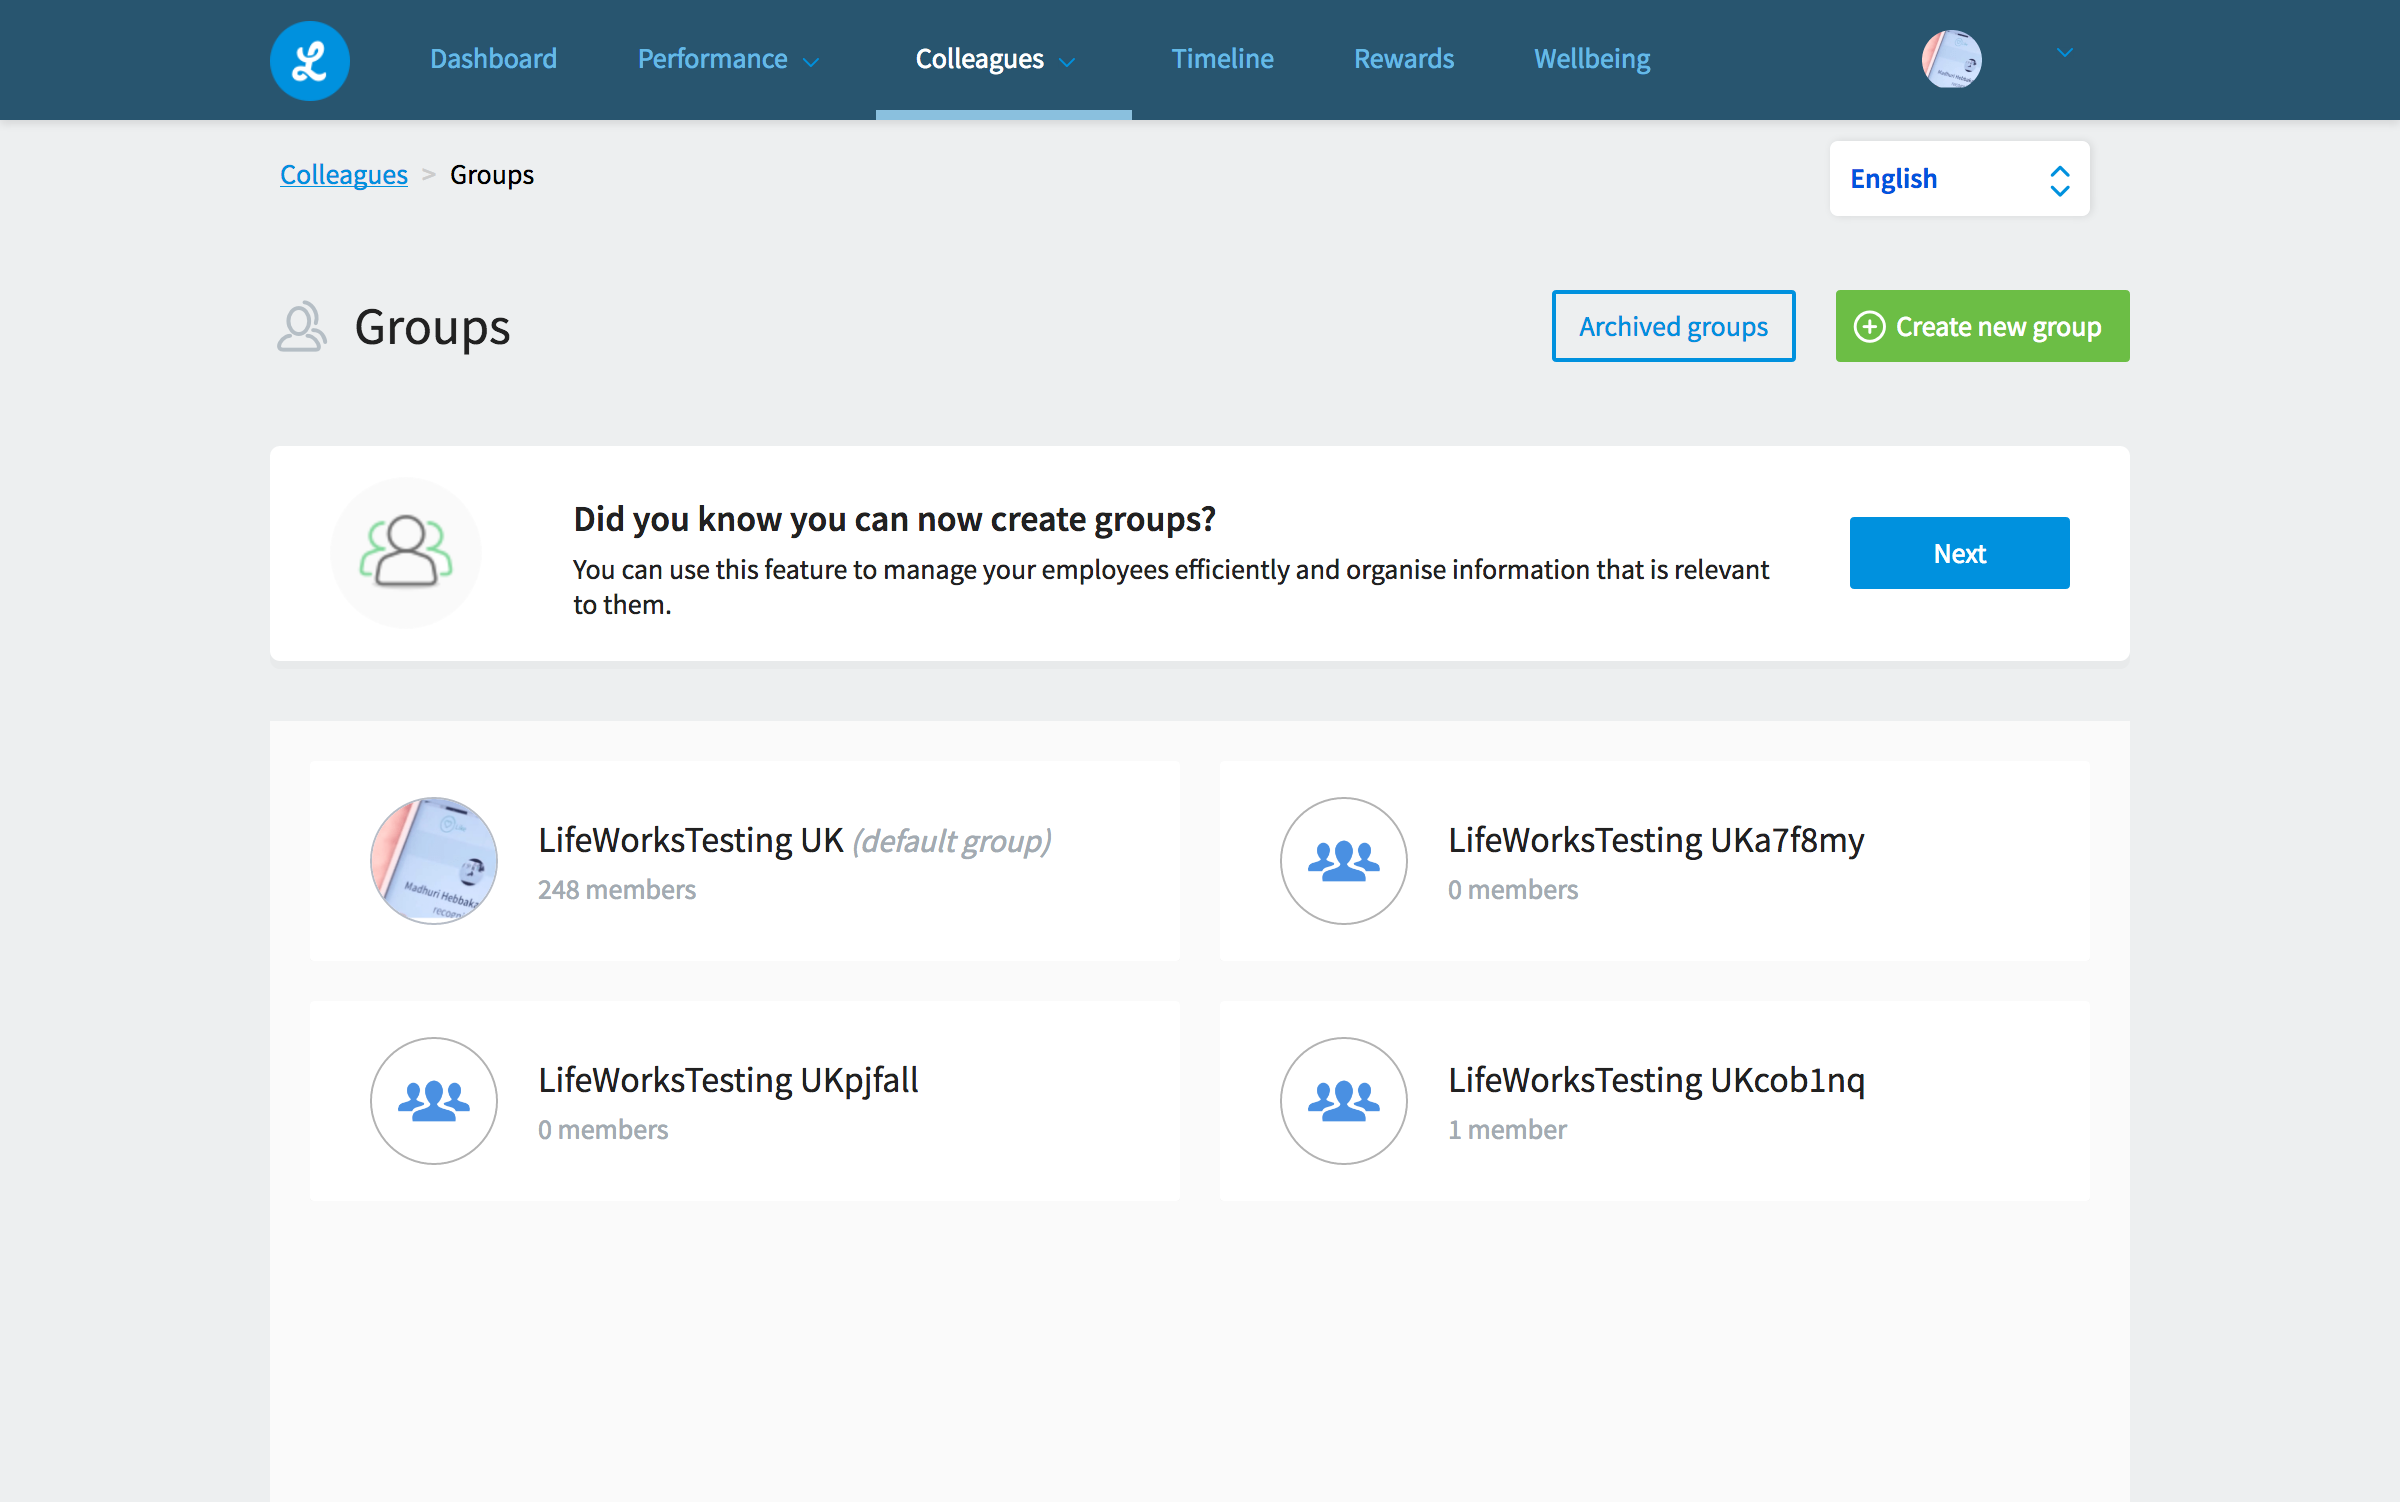 Dashboard Performance Colleagues Timeline Rewards Wellbeing
Colleagues > Groups
English
Groups
Archived groups
Create new group
Did you know you can now create groups?
You can use this feature to manage your employees efficiently and organise information that is relevant
to them.
Next
LifeWorksTesting UK (default group)
248 members
Madhuri Hebbaka
LifeWorksTesting UKa7f8my
0 members
LifeWorksTesting UKpjfall
0 members
LifeWorksTesting UKcob1nq
1 member